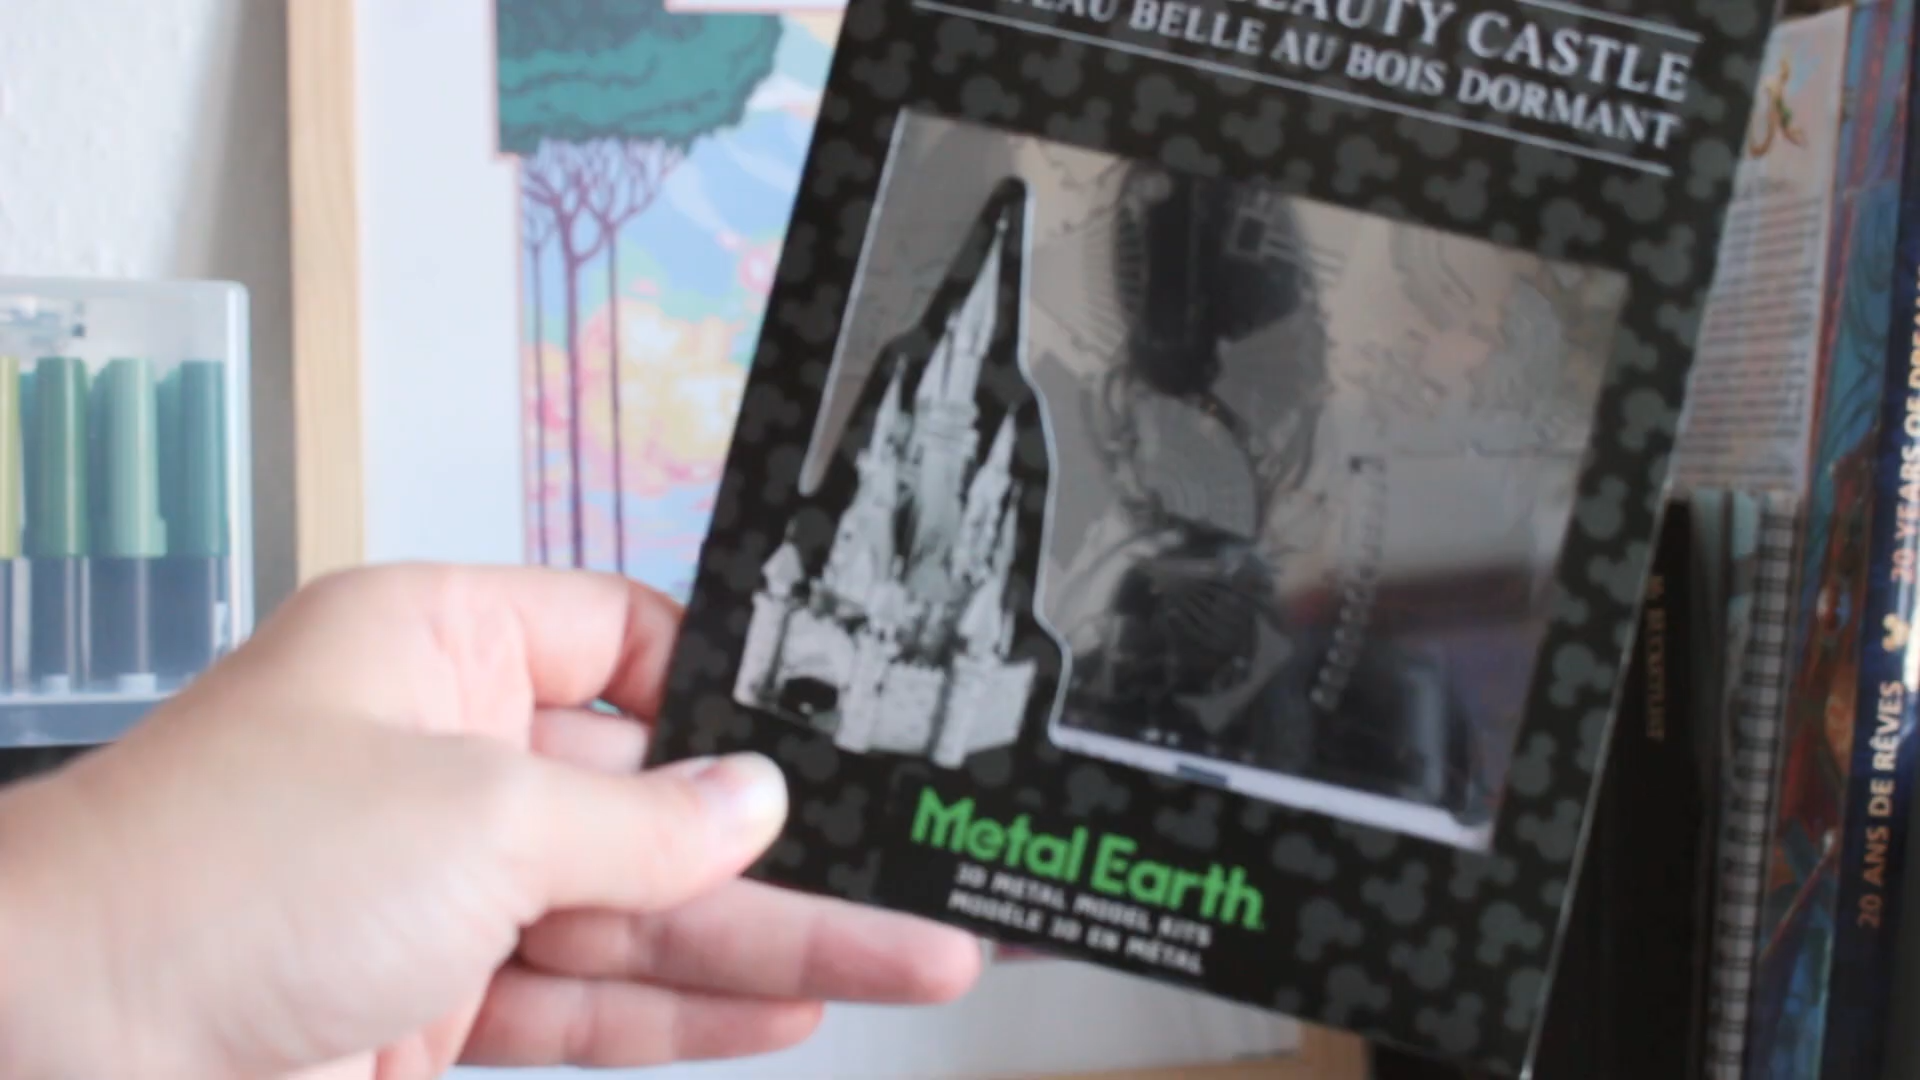 BEAUTY CASTLE
BELLE AU BOIS DORMANT
Metal Earth
3D METAL MODEL KITS
MODÈLE 3D EN MÉTAL
20 YEARS OF
20 ANS DE RÊVES